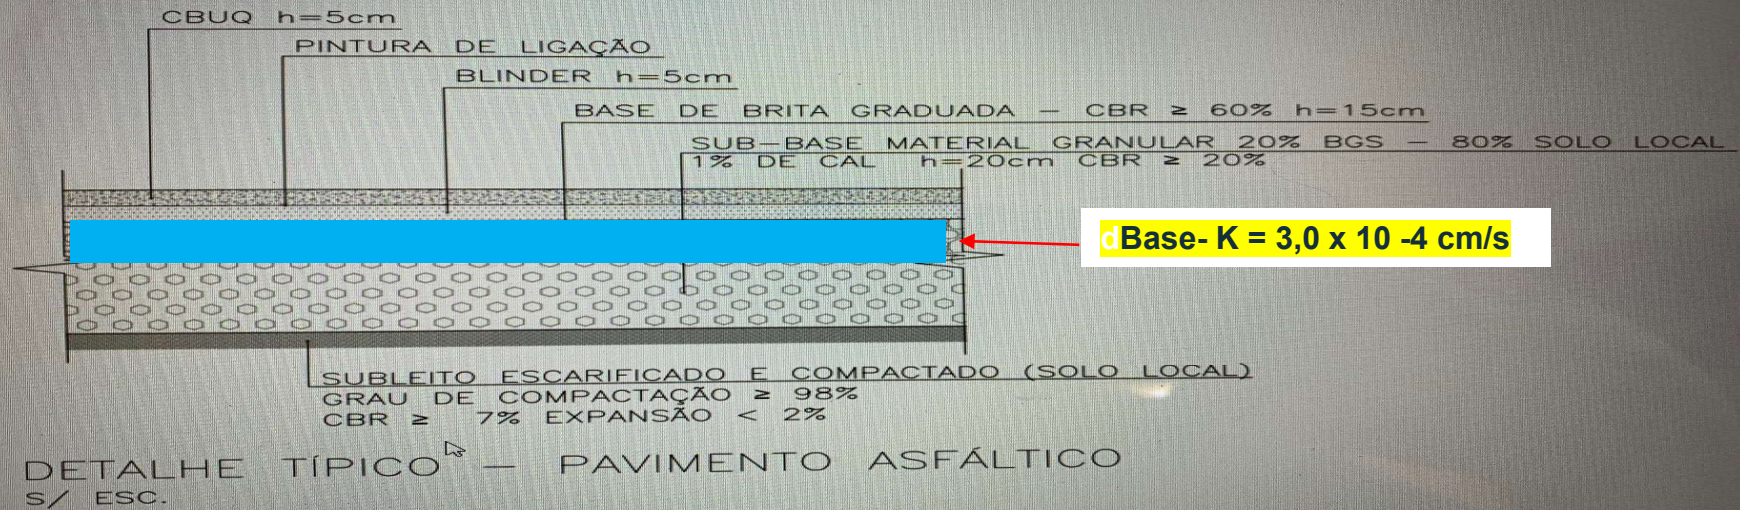 CBUQ h=5cm
PINTURA DE LIGAÇÃO
BLINDER h=5cm
BASE DE BRITA GRADUADA — CBR ≥ 60% h=15cm
SUB-BASE MATERIAL GRANULAR 20% BGS — 80% SOLO LOCAL
1% DE CAL h=20cm CBR ≥ 20%
dBase- K = 3,0 x 10 -4 cm/s
SUBLEITO ESCARIFICADO E COMPACTADO (SOLO LOCAL)
GRAU DE COMPACTAÇÃO ≥ 98%
CBR ≥ 7% EXPANSÃO < 2%
DETALHE TÍPICO — PAVIMENTO ASFÁLTICO
S/ ESC.